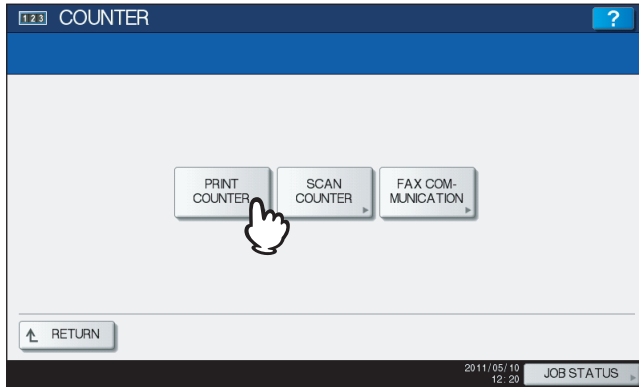 123 COUNTER ?
PRINT
COUNTER
SCAN
COUNTER
FAX COM-
MUNICATION
RETURN
2011/05/10
12:20
JOB STATUS